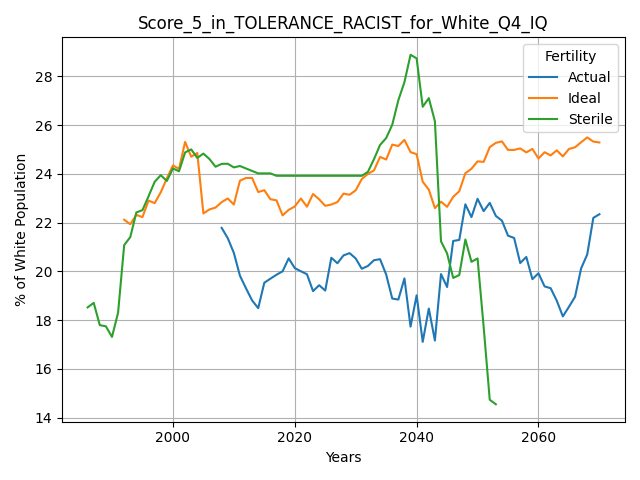 Score_5_in_TOLERANCE_RACIST_for_White_Q4_IQ
Fertility
Actual
Ideal
Sterile
% of White Population
28
26
24
22
20
18
16
14
2000
2020
2040
2060
Years